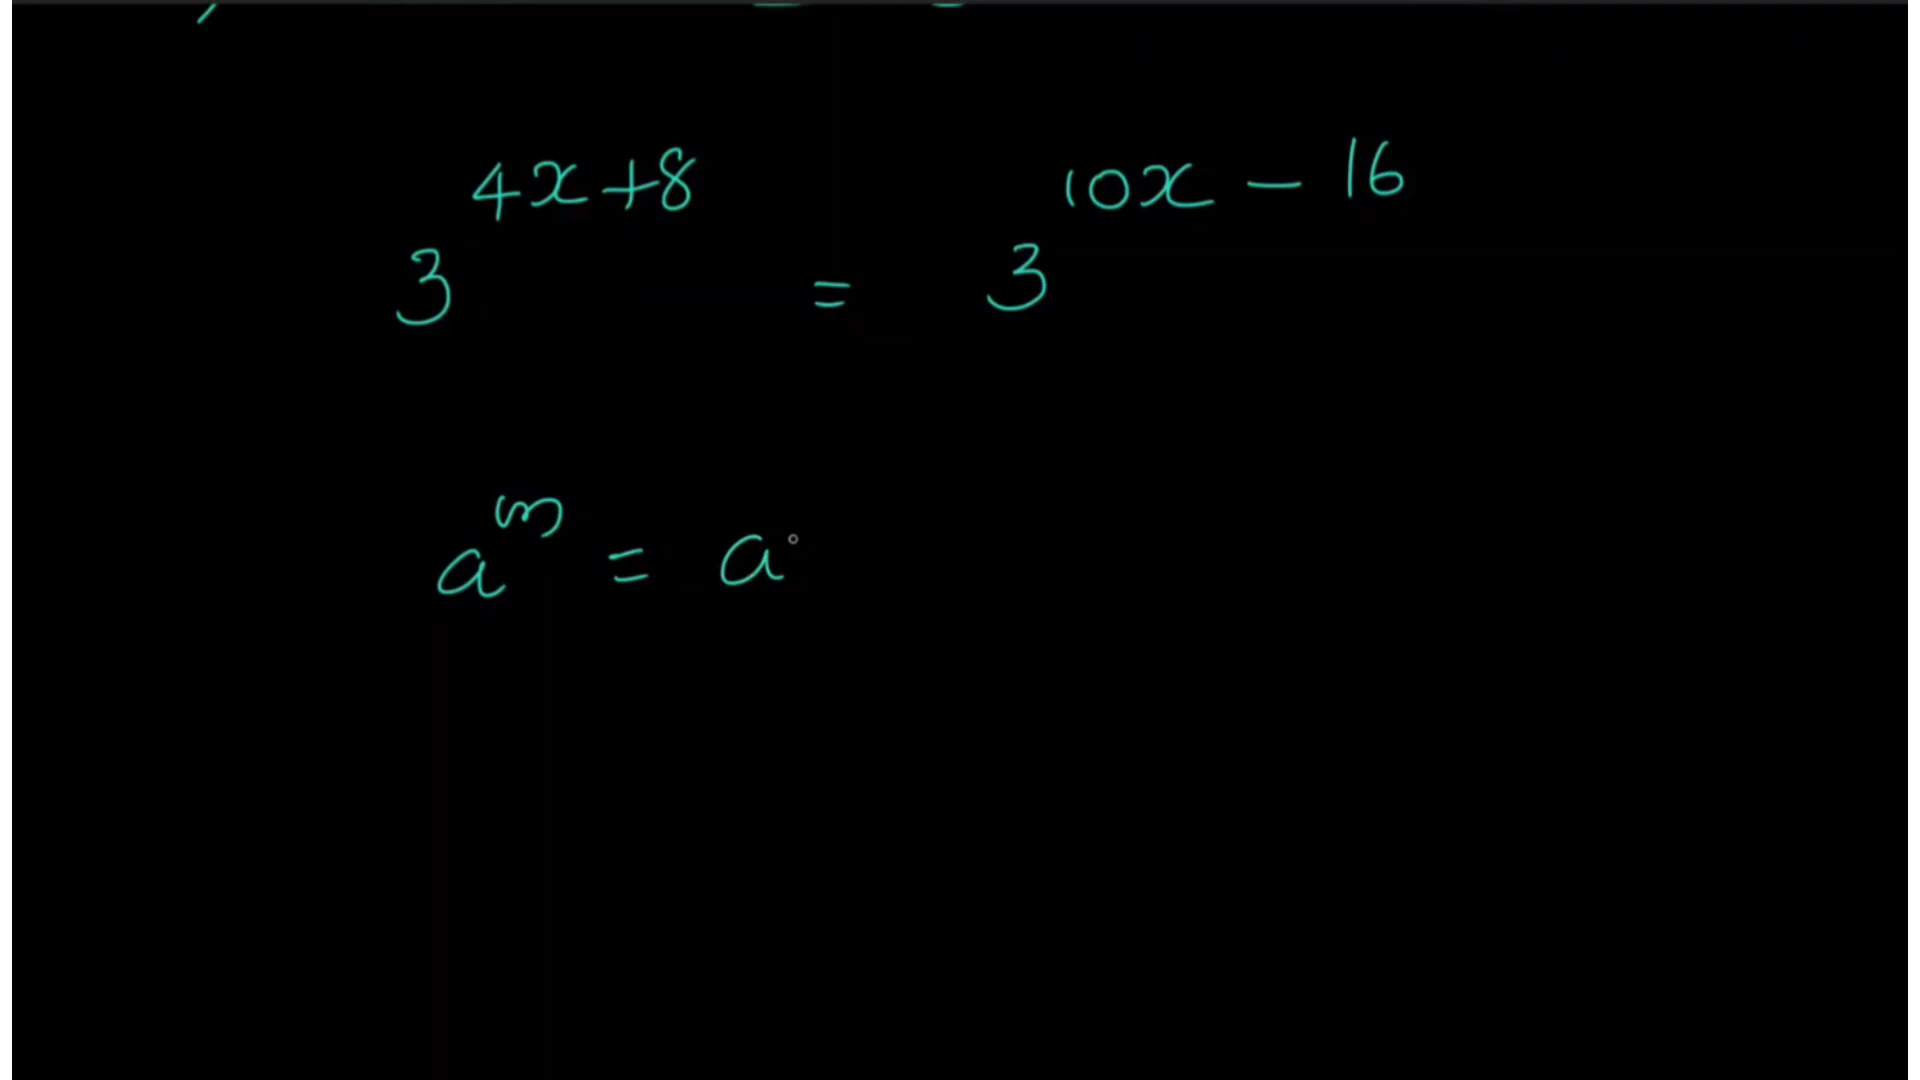 3^{4x+8} = 3^{10x-16}
a^m = a